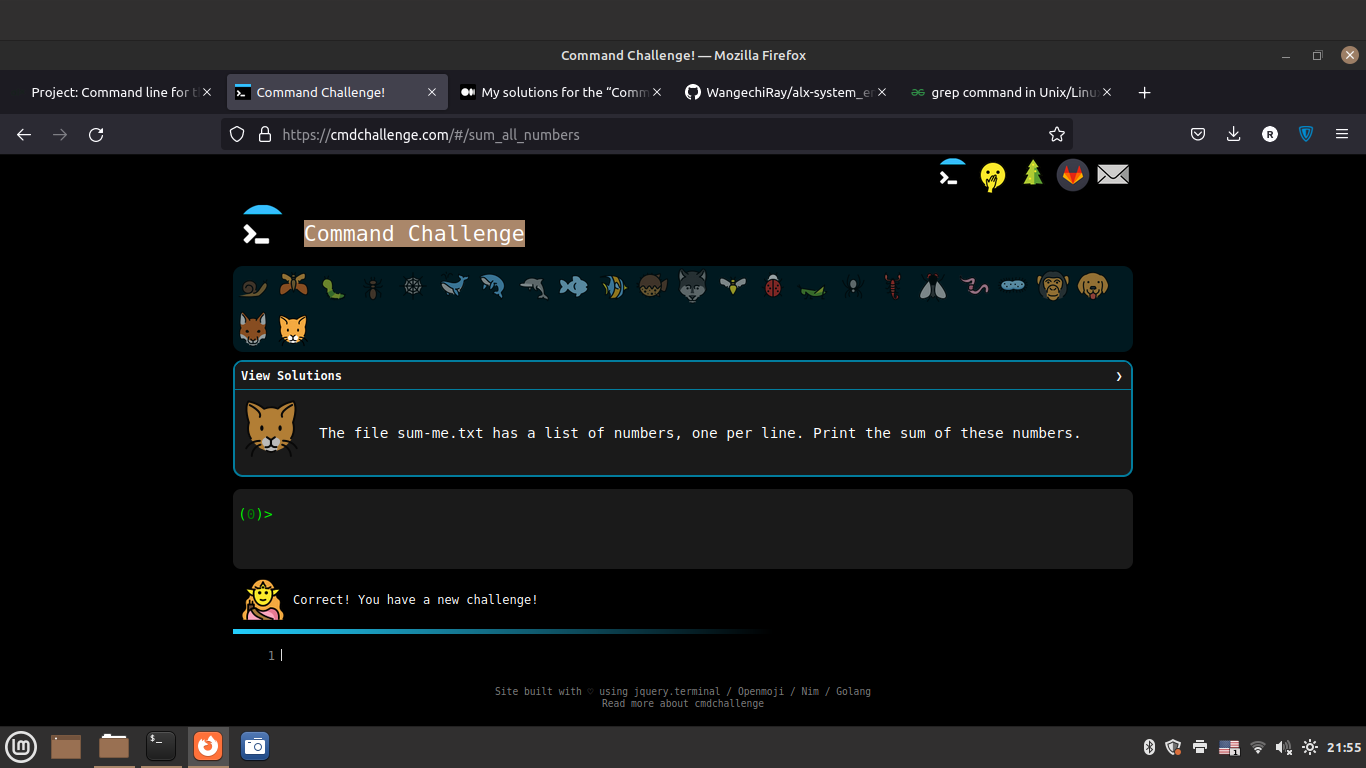 Command Challenge! — Mozilla Firefox
Project: Command line for t
Command Challenge!
My solutions for the “Comm
WangechiRay/alx-system_e
grep command in Unix/Linu
https://cmdchallenge.com/#/sum_all_numbers
R
Command Challenge
View Solutions
The file sum-me.txt has a list of numbers, one per line. Print the sum of these numbers.
(0)>
Correct! You have a new challenge!
1
Site built with ♡ using jquery.terminal / Openmoji / Nim / Golang
Read more about cmdchallenge
$_
1
21:55